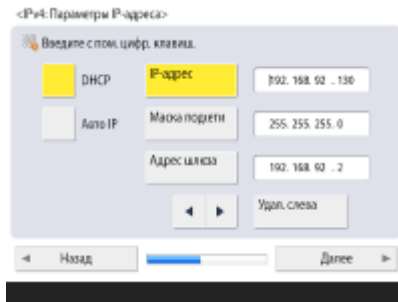 <IPv4: Параметры IP-адреса>
Введите с пом. цифр. клавиш.
DHCP
IP-адрес
192. 168. 92 . 130
Авто IP
Маска подсети
255. 255. 255. 0
Адрес шлюза
192. 168. 92 . 2
◀ ▶
Удал. слева
◀ Назад
Далее ▶